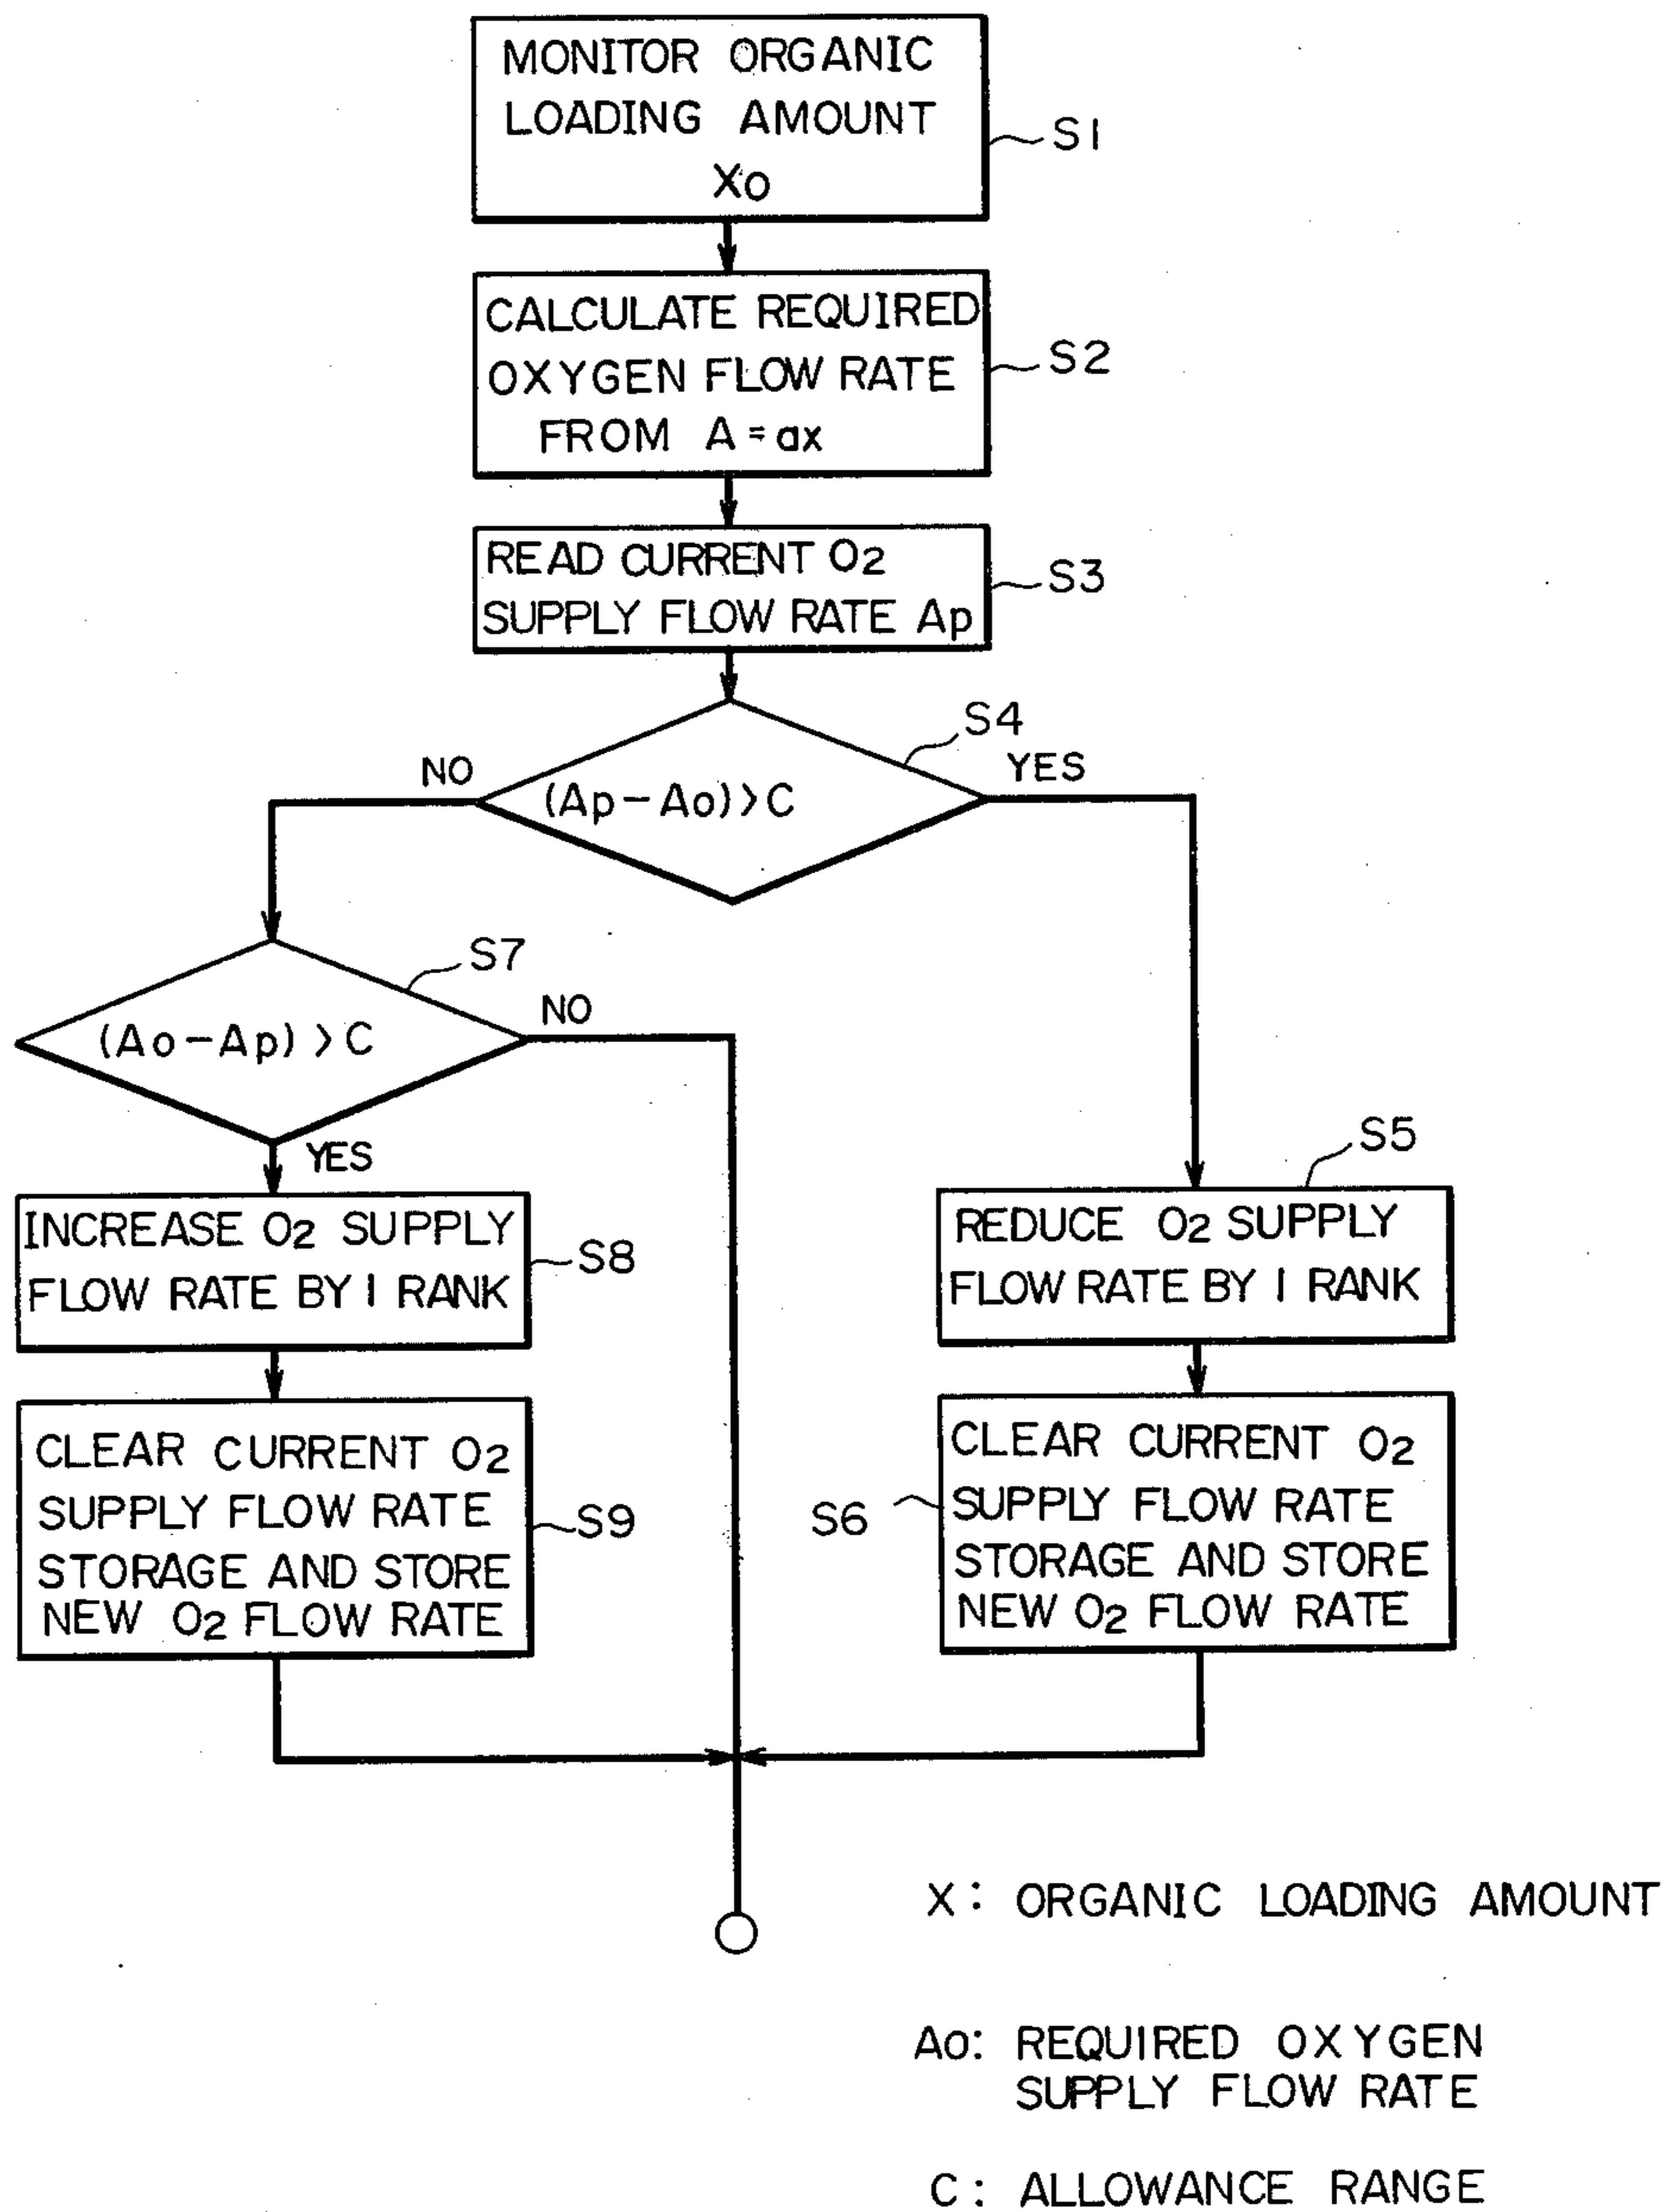 MONITOR ORGANIC
LOADING AMOUNT
Xo
S1
CALCULATE REQUIRED
OXYGEN FLOW RATE
FROM A = ax
S2
READ CURRENT O2
SUPPLY FLOW RATE Ap
S3
S4
NO
(Ap-Ao)>C
YES
S7
(Ao-Ap)>C
NO
YES
S5
INCREASE O2 SUPPLY
FLOW RATE BY 1 RANK
S8
REDUCE O2 SUPPLY
FLOW RATE BY 1 RANK
CLEAR CURRENT O2
SUPPLY FLOW RATE
STORAGE AND STORE
NEW O2 FLOW RATE
S9
S6
CLEAR CURRENT O2
SUPPLY FLOW RATE
STORAGE AND STORE
NEW O2 FLOW RATE
X: ORGANIC LOADING AMOUNT
Ao: REQUIRED OXYGEN
SUPPLY FLOW RATE
C: ALLOWANCE RANGE